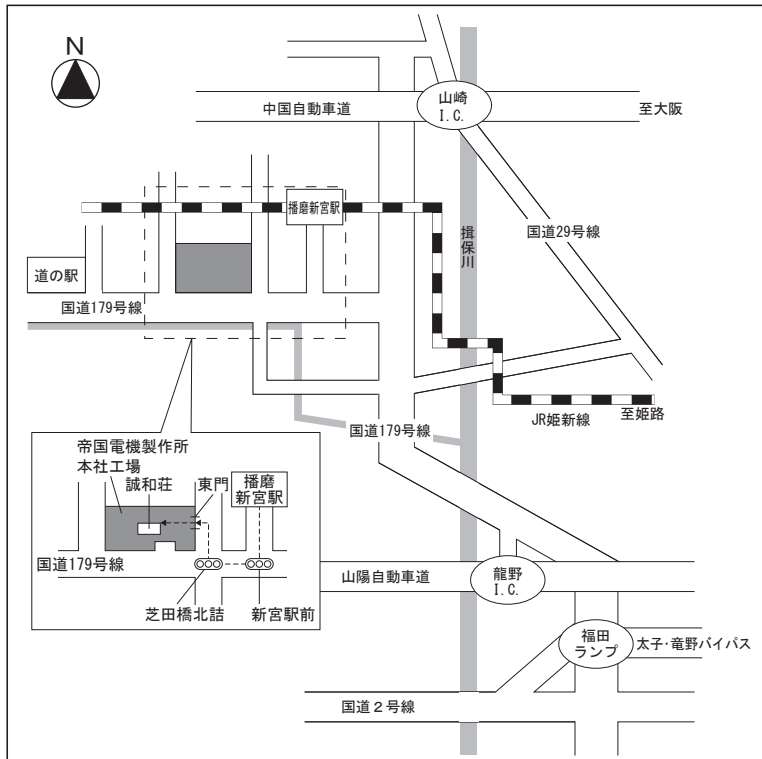 N
山崎
I.C.
中国自動車道
至大阪
播磨新宮駅
揖保川
国道29号線
道の駅
国道179号線
JR姫新線
至姫路
国道179号線
帝国電機製作所
本社工場
誠和荘
東門
播磨
新宮駅
国道179号線
芝田橋北詰
新宮駅前
山陽自動車道
龍野
I.C.
福田
ランプ
太子・竜野バイパス
国道２号線